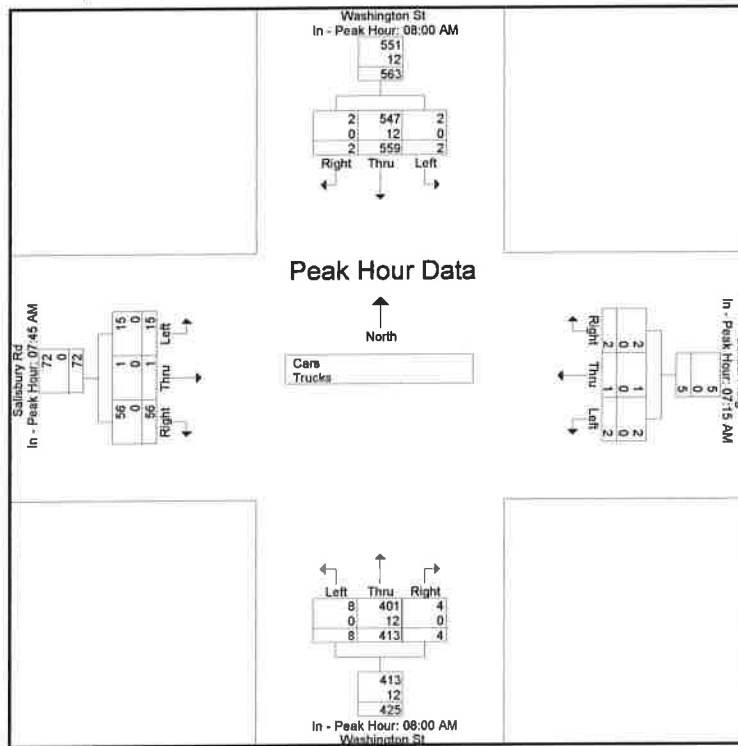 Washington St
In - Peak Hour: 08:00 AM
551
12
563
2 547 2
0 12 0
2 559 2
Right Thru Left
Peak Hour Data
North
Cars
Trucks
Salisbury Rd
In - Peak Hour: 07:45 AM
72
0
72
15 0 15
1 0 1
56 0 56
Left
Thru
Right
Right
Thru
Left
2 0 2
1 0 1
2 0 2
5 0 5
In - Peak Hour: 07:15 AM
Left Thru Right
8 401 4
0 12 0
8 413 4
413
12
425
In - Peak Hour: 08:00 AM
Washington St